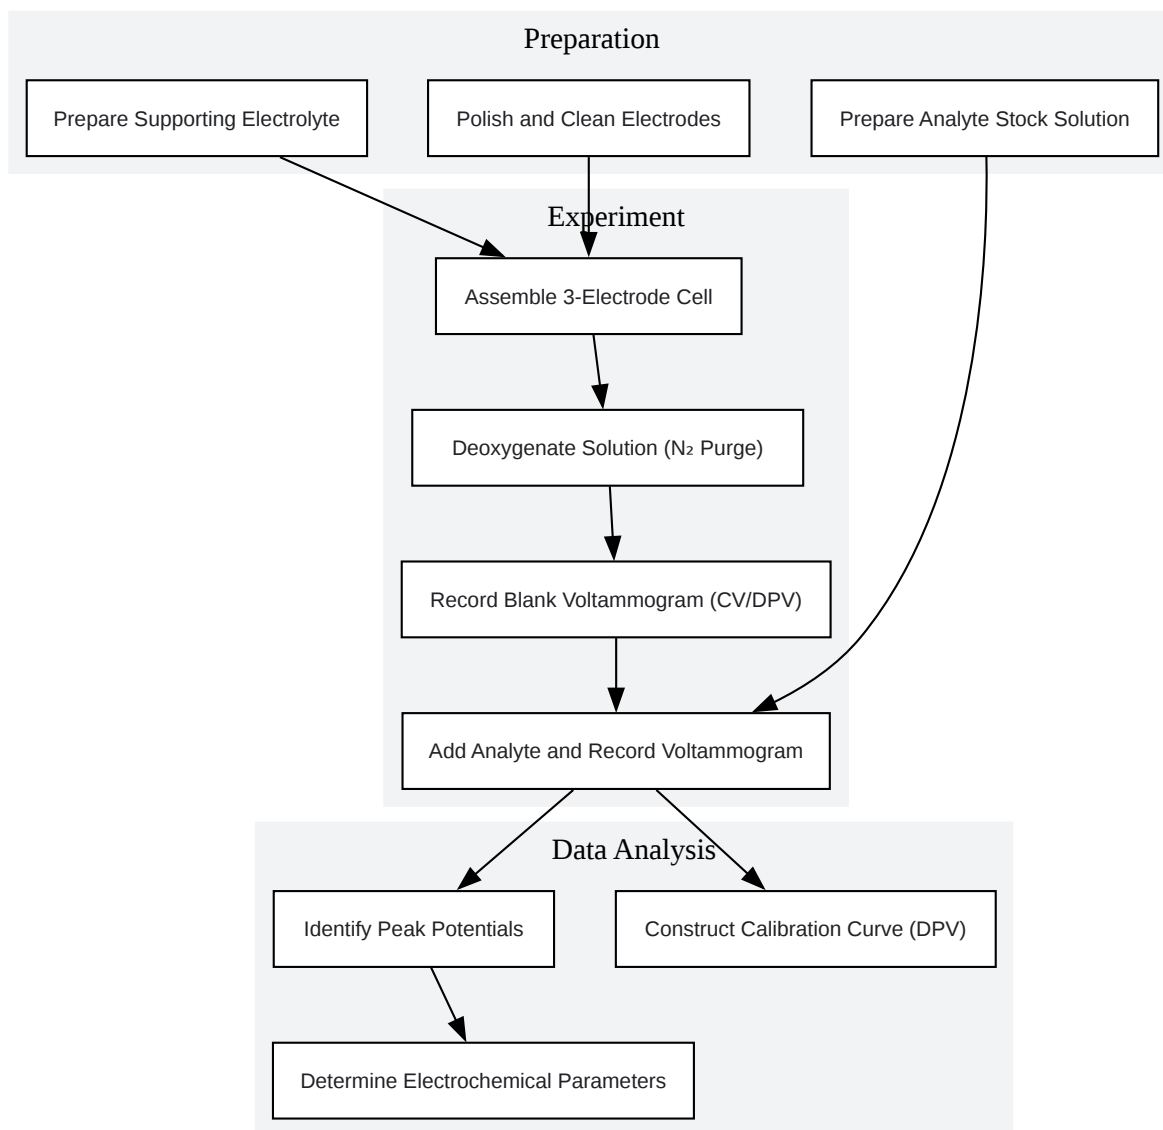 Preparation
Prepare Supporting Electrolyte
Polish and Clean Electrodes
Prepare Analyte Stock Solution
Experiment
Assemble 3-Electrode Cell
Deoxygenate Solution (N₂ Purge)
Record Blank Voltammogram (CV/DPV)
Add Analyte and Record Voltammogram
Data Analysis
Identify Peak Potentials
Construct Calibration Curve (DPV)
Determine Electrochemical Parameters